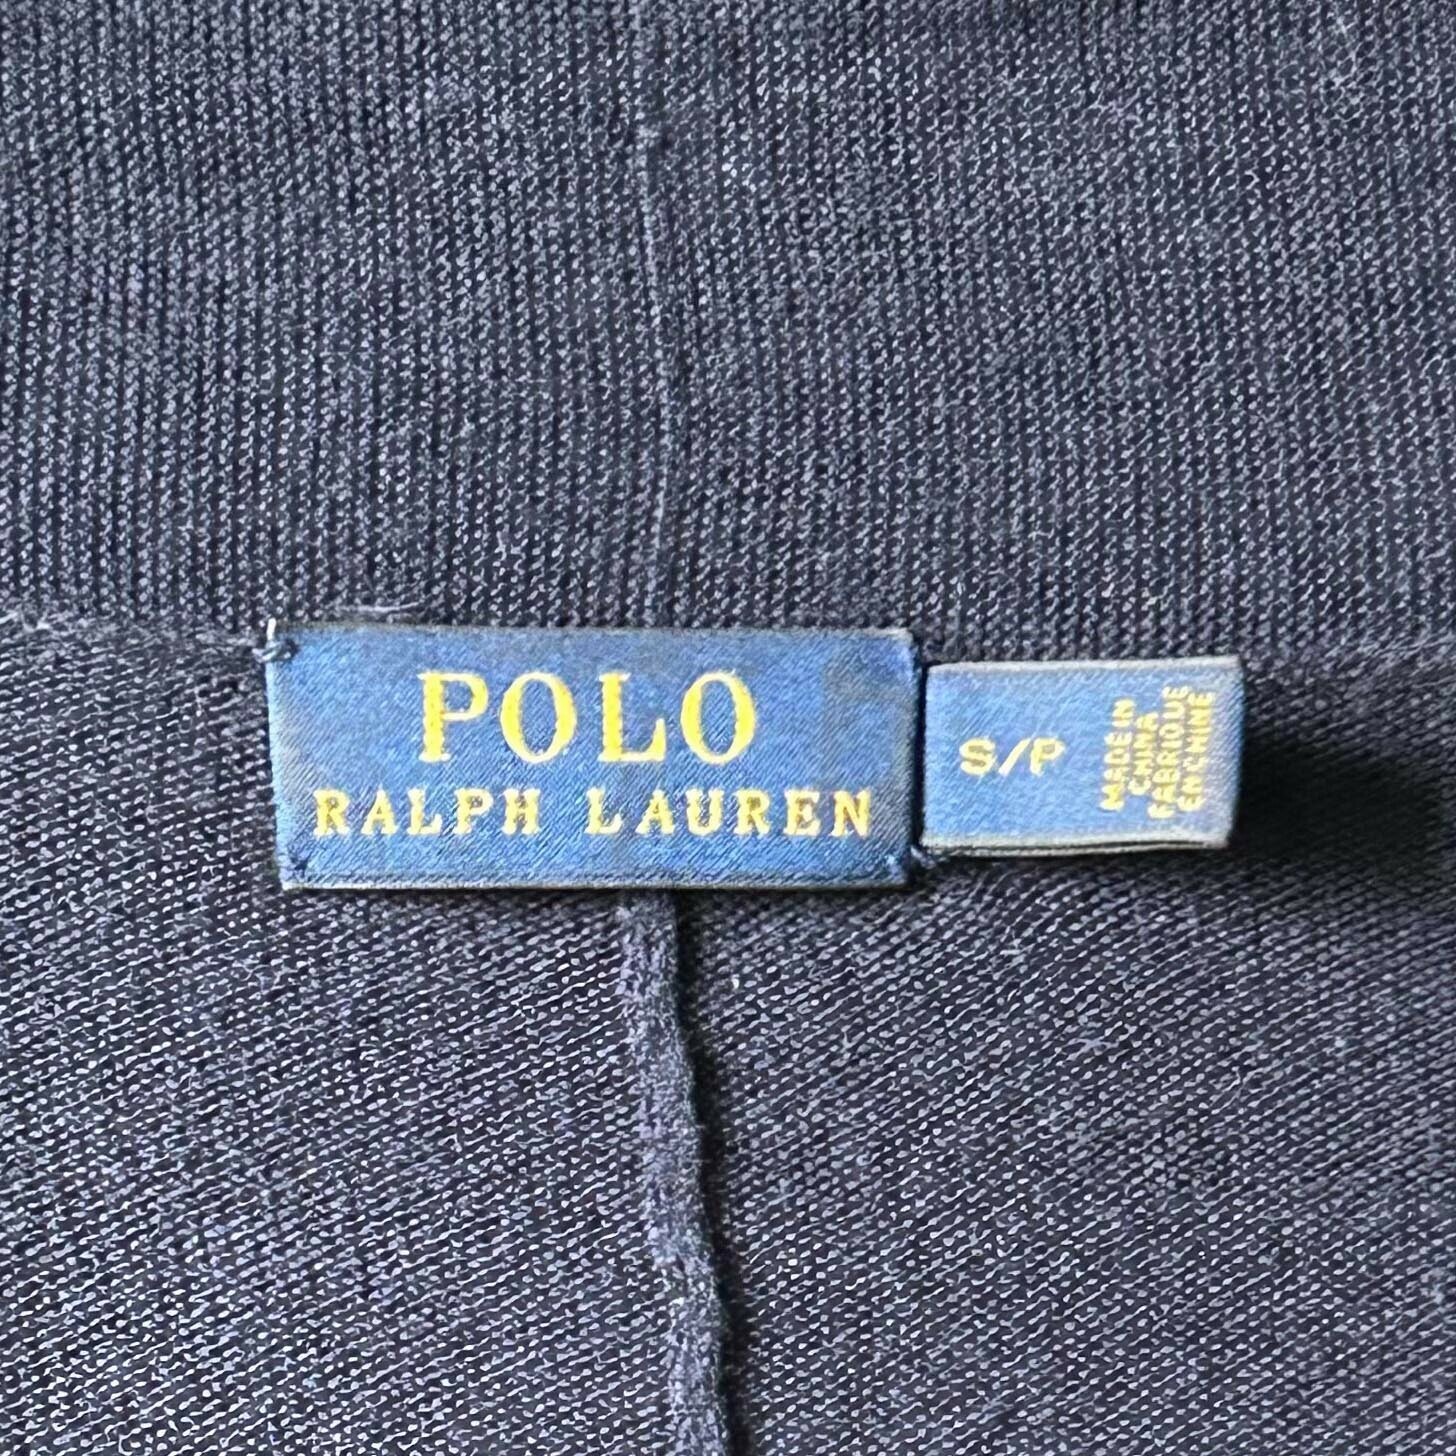 POLO
RALPH LAUREN
S/P
MADE IN
CHINA
FABRIQUE
EN CHINE